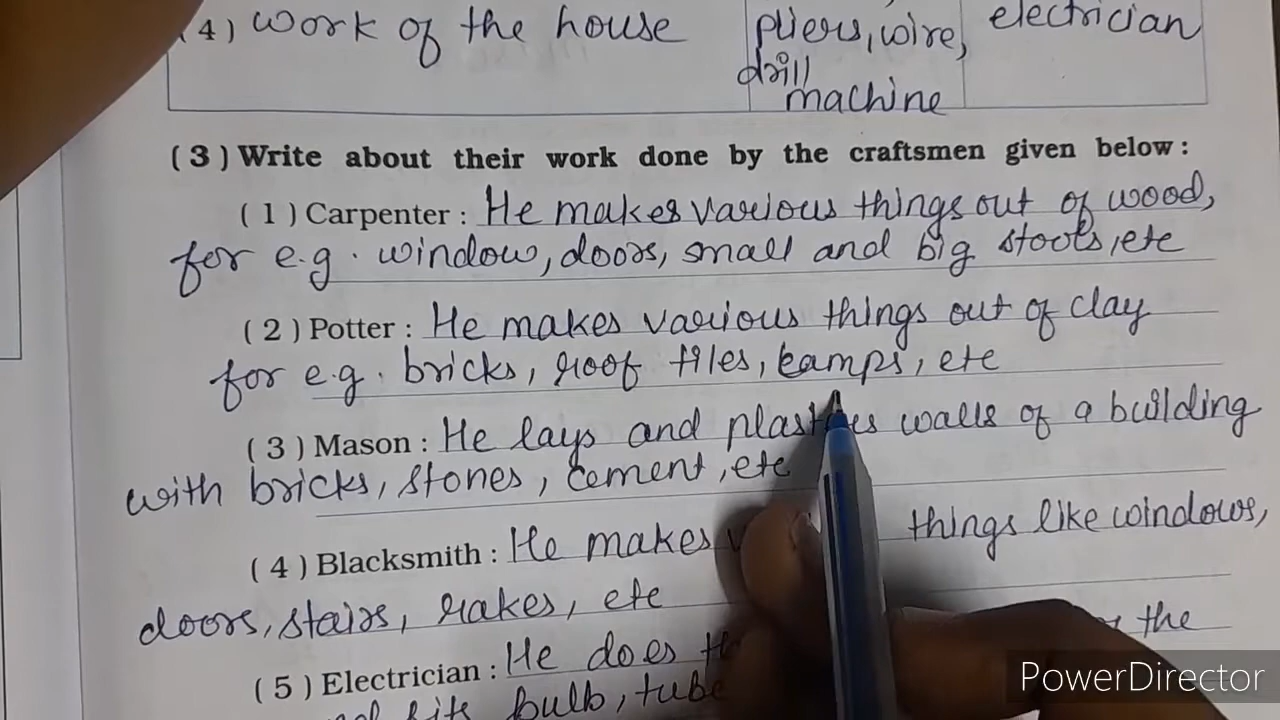 (4) work of the house pliers, wire, electrician
drill
machine
(3) Write about their work done by the craftsmen given below:
(1) Carpenter: He makes various things out of wood,
for e.g. window, doors, small and big stools, etc
(2) Potter: He makes various things out of clay
for e.g. bricks, roof tiles, lamps, etc
(3) Mason: He lays and plasters walls of a building
with bricks, stones, cement, etc
(4) Blacksmith: He makes things like windows,
doors, stairs, rakes, etc
(5) Electrician: He does the
bulb, tube
PowerDirector